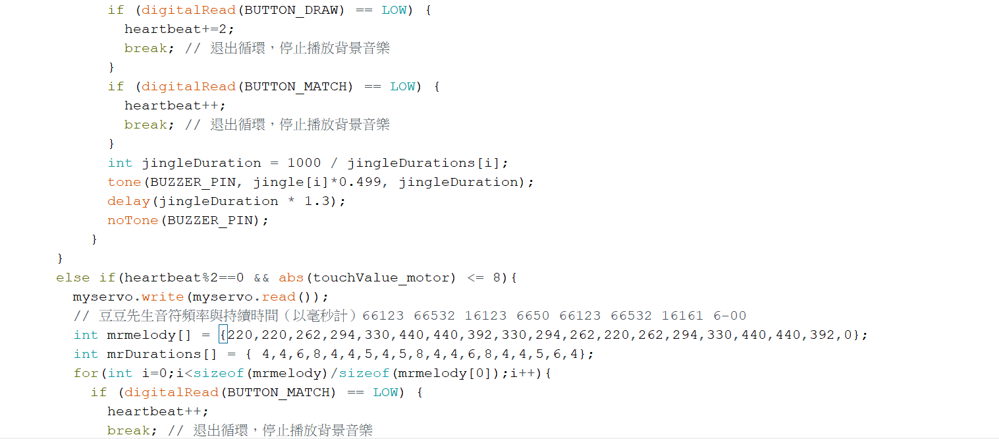 if (digitalRead(BUTTON_DRAW) == LOW) {
heartbeat+=2;
break; // 退出循環，停止播放背景音樂
}
if (digitalRead(BUTTON_MATCH) == LOW) {
heartbeat++;
break; // 退出循環，停止播放背景音樂
}
int jingleDuration = 1000 / jingleDurations[i];
tone(BUZZER_PIN, jingle[i]*0.499, jingleDuration);
delay(jingleDuration * 1.3);
noTone(BUZZER_PIN);
}
}
else if(heartbeat%2==0 && abs(touchValue_motor) <= 8){
myservo.write(myservo.read());
// 豆豆先生音符頻率與持續時間（以毫秒計）66123 66532 16123 6650 66123 66532 16161 6-00
int mrmelody[] = {220,220,262,294,330,440,440,392,330,294,262,220,262,294,330,440,440,392,0};
int mrDurations[] = { 4,4,6,8,4,4,5,4,5,8,4,4,6,8,4,4,5,6,4};
for(int i=0;i<sizeof(mrmelody)/sizeof(mrmelody[0]);i++){
if (digitalRead(BUTTON_MATCH) == LOW) {
heartbeat++;
break; // 退出循環，停止播放背景音樂